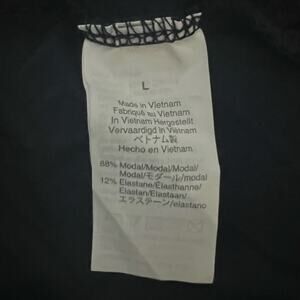 L
Made in Vietnam
Fabriqué au Vietnam
In Vietnam Hergestellt
Vervaardigd in Vietnam
ベトナム製
Hecho en Vietnam
88% Modal/Modal/Modal/
Modal/モダール/modal
12% Elastane/Elasthanne/
Elastan/Elastaan/
エラステーン/elastano